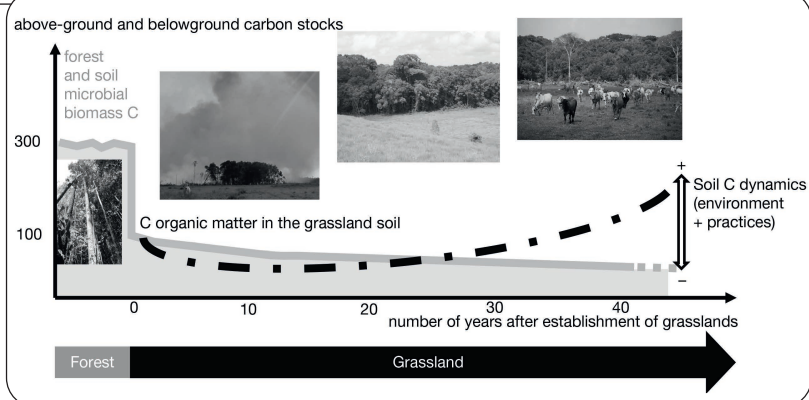 above-ground and belowground carbon stocks
forest
and soil
microbial
biomass C
300
100
C organic matter in the grassland soil
+
Soil C dynamics
(environment
+ practices)
−
0
10
20
30
40
number of years after establishment of grasslands
Forest
Grassland